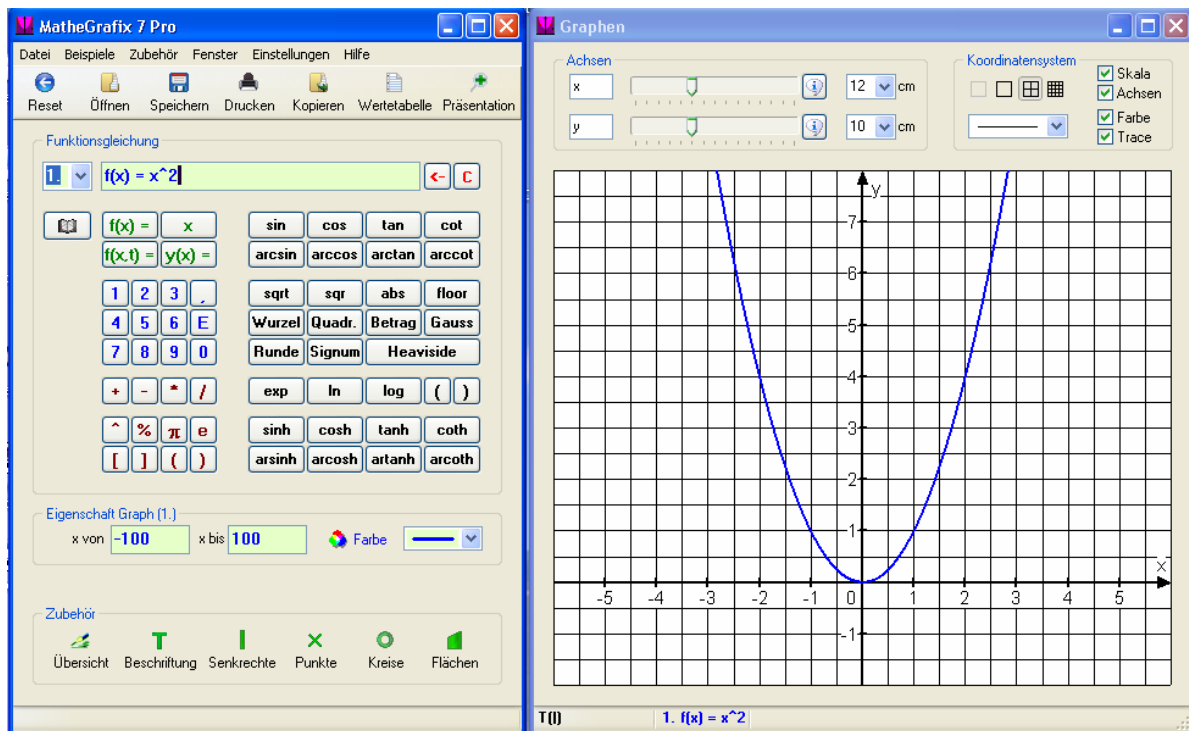 MatheGrafix 7 Pro
Datei Beispiele Zubehör Fenster Einstellungen Hilfe
Reset Öffnen Speichern Drucken Kopieren Wertetabelle Präsentation
Funktionsgleichung
1. f(x) = x^2 <- C
f(x) = x sin cos tan cot
f(x,t) = y(x) = arcsin arccos arctan arccot
1 2 3 , sqrt sqr abs floor
4 5 6 E Wurzel Quadr. Betrag Gauss
7 8 9 0 Runde Signum Heaviside
+ - * / exp ln log ( )
^ % π e sinh cosh tanh coth
[ ] ( ) arsinh arcosh artanh arcoth
Eigenschaft Graph (1.)
x von -100 x bis 100 Farbe
Zubehör
Übersicht Beschriftung Senkrechte Punkte Kreise Flächen
Graphen
Achsen
x 12 cm
y 10 cm
Koordinatensystem
Skala
Achsen
Farbe
Trace
y
7
6
5
4
3
2
1
x
-5 -4 -3 -2 -1 0 1 2 3 4 5
-1
T(I) 1. f(x) = x^2